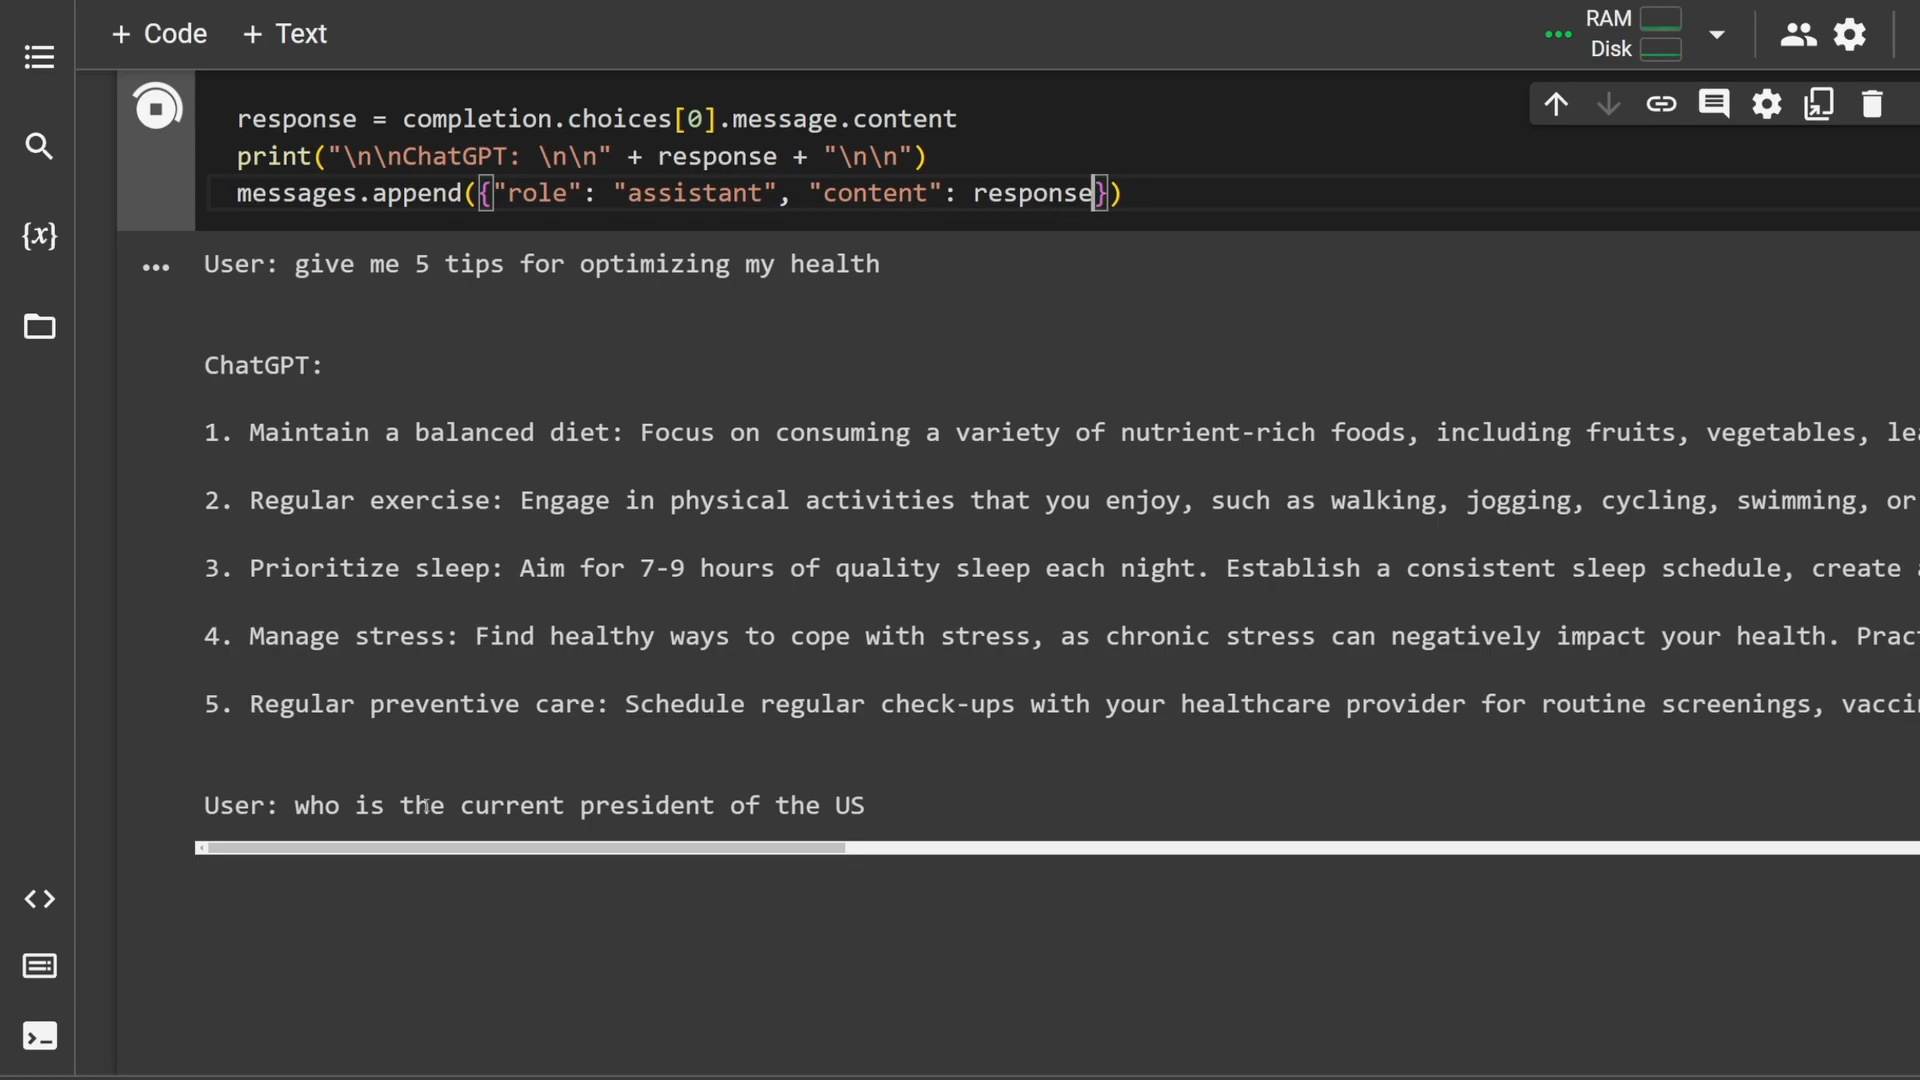 + Code + Text
RAM
Disk
response = completion.choices[0].message.content
print("\n\nChatGPT: \n\n" + response + "\n\n")
messages.append({"role": "assistant", "content": response})
User: give me 5 tips for optimizing my health
ChatGPT:
1. Maintain a balanced diet: Focus on consuming a variety of nutrient-rich foods, including fruits, vegetables,
2. Regular exercise: Engage in physical activities that you enjoy, such as walking, jogging, cycling, swimming, or
3. Prioritize sleep: Aim for 7-9 hours of quality sleep each night. Establish a consistent sleep schedule, create
4. Manage stress: Find healthy ways to cope with stress, as chronic stress can negatively impact your health.
5. Regular preventive care: Schedule regular check-ups with your healthcare provider for routine screenings,
User: who is the current president of the US